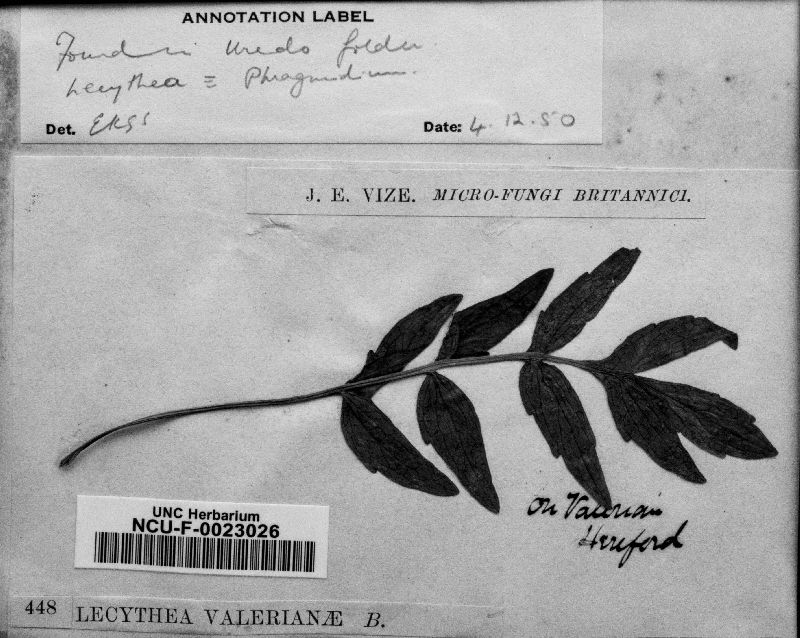 ANNOTATION LABEL
Found in Uredo folder.
Lecythea ≡ Phragmidium.
Det.
Date: 4.12.50
J. E. VIZE. MICRO-FUNGI BRITANNICI.
on Valerian
Hereford
UNC Herbarium
NCU-F-0023026
448 LECYTHEA VALERIANÆ B.